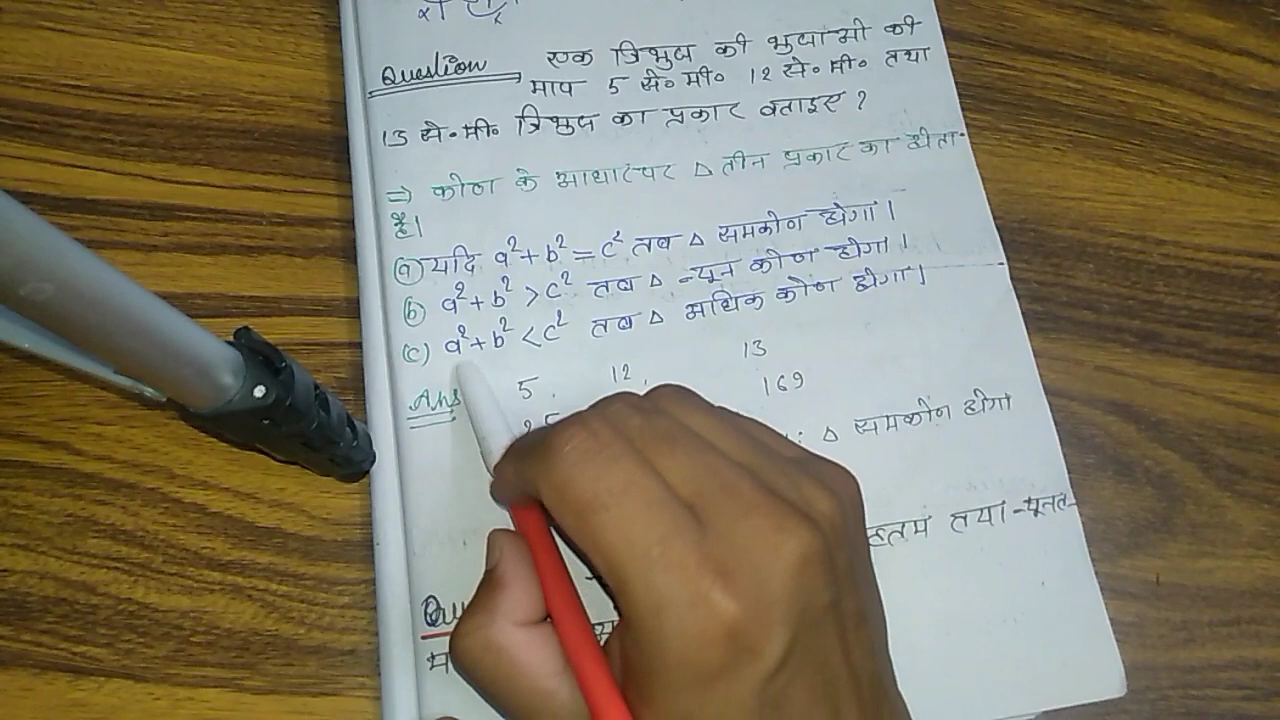 Question एक त्रिभुज की भुजाओ की
माप 5 से॰ मी॰ 12 से॰ मी॰ तथा
13 से॰ मी॰ त्रिभुज का प्रकार बताइए ?
⇒ कोण के आधार पर △ तीन प्रकार का होता
है।
(a) यदि a²+b² = c² तब △ समकोण होगा।
(b) a²+b² > c² तब △ न्यून कोण होगा।
(c) a²+b² < c² तब △ अधिक कोण होगा।
Ans 5 12 13
169
△ समकोण होगा
तथा